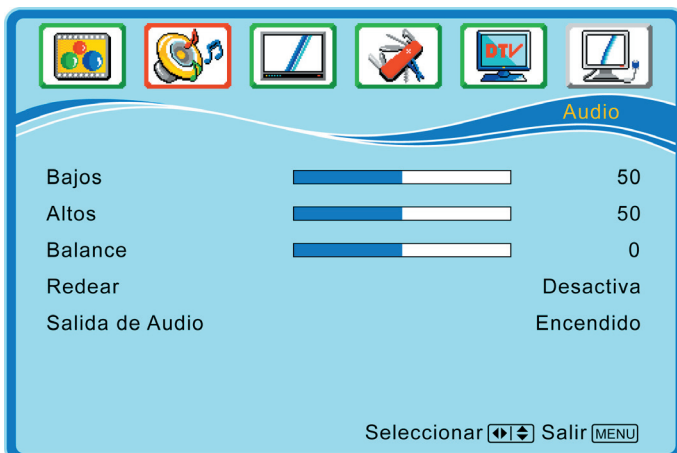 DTV
Audio
Bajos 50
Altos 50
Balance 0
Redear Desactiva
Salida de Audio Encendido
Seleccionar Salir MENU